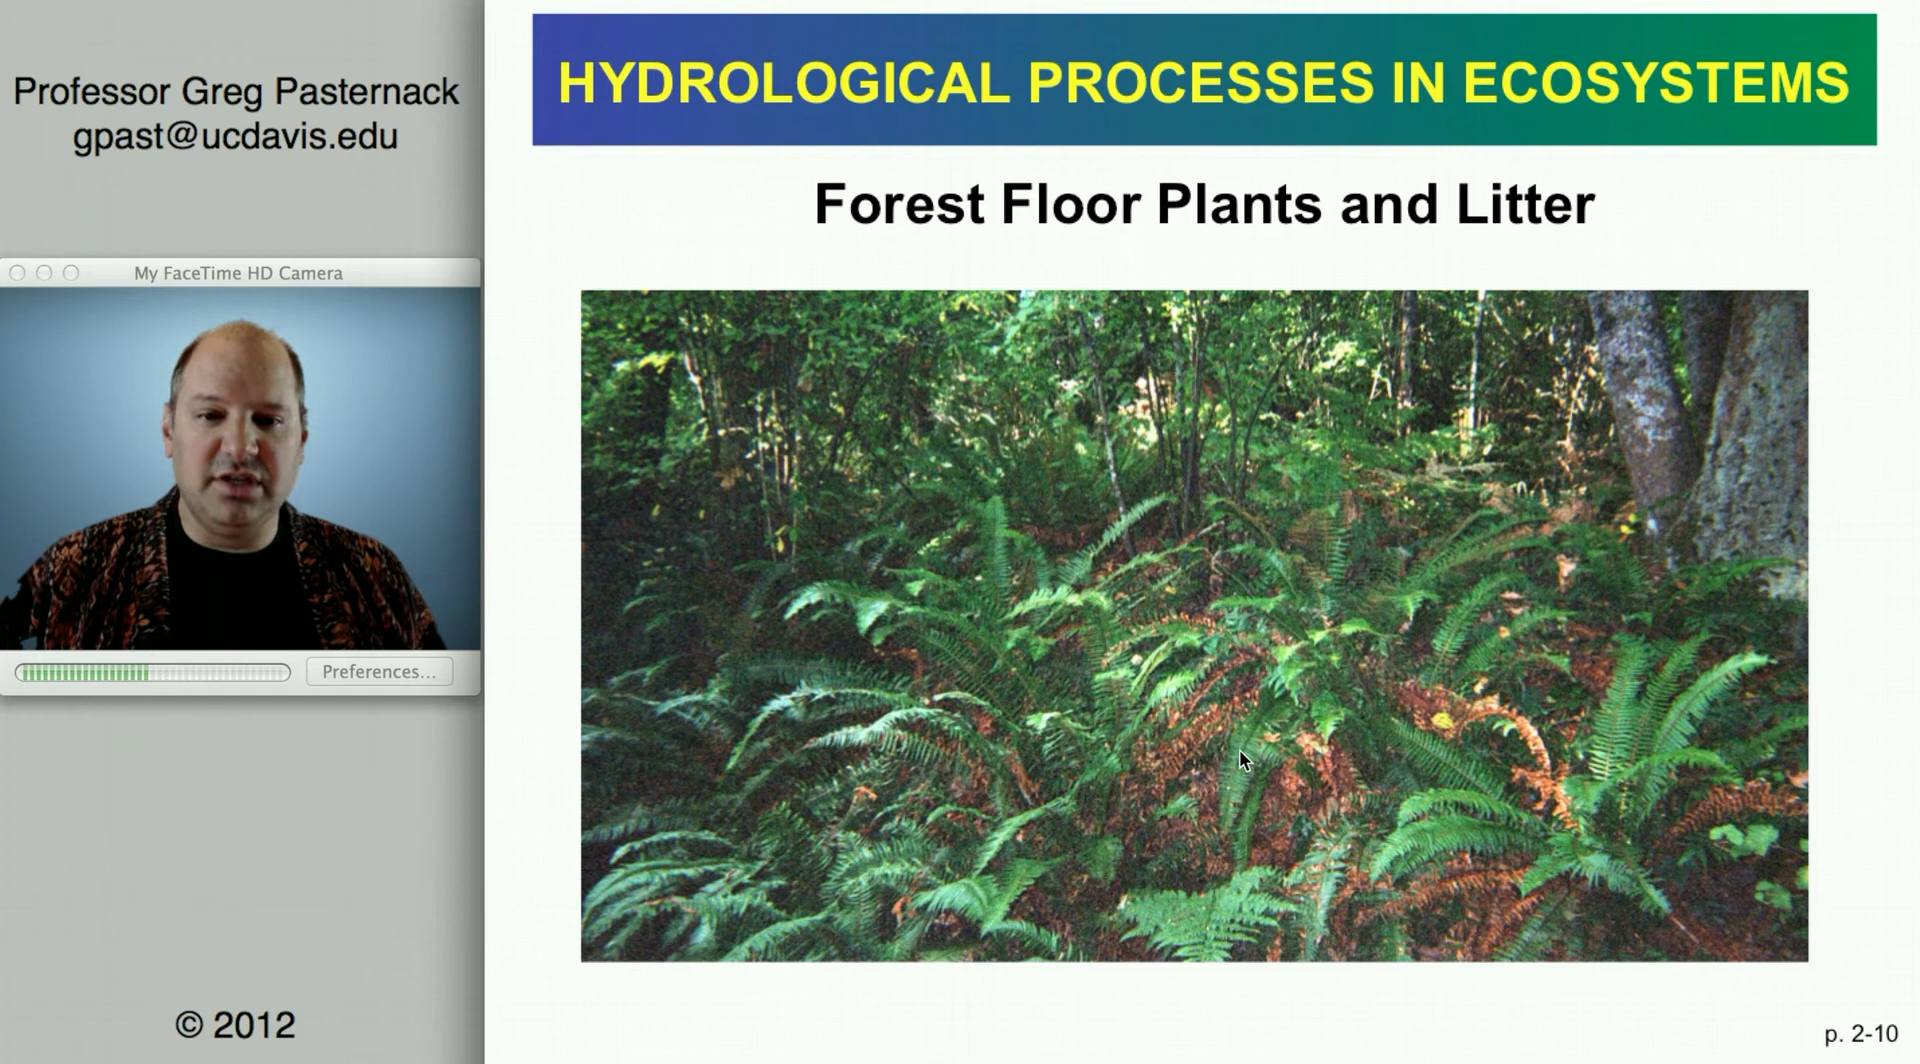 Professor Greg Pasternack
gpast@ucdavis.edu
My FaceTime HD Camera
Preferences...
© 2012
HYDROLOGICAL PROCESSES IN ECOSYSTEMS
Forest Floor Plants and Litter
p. 2-10